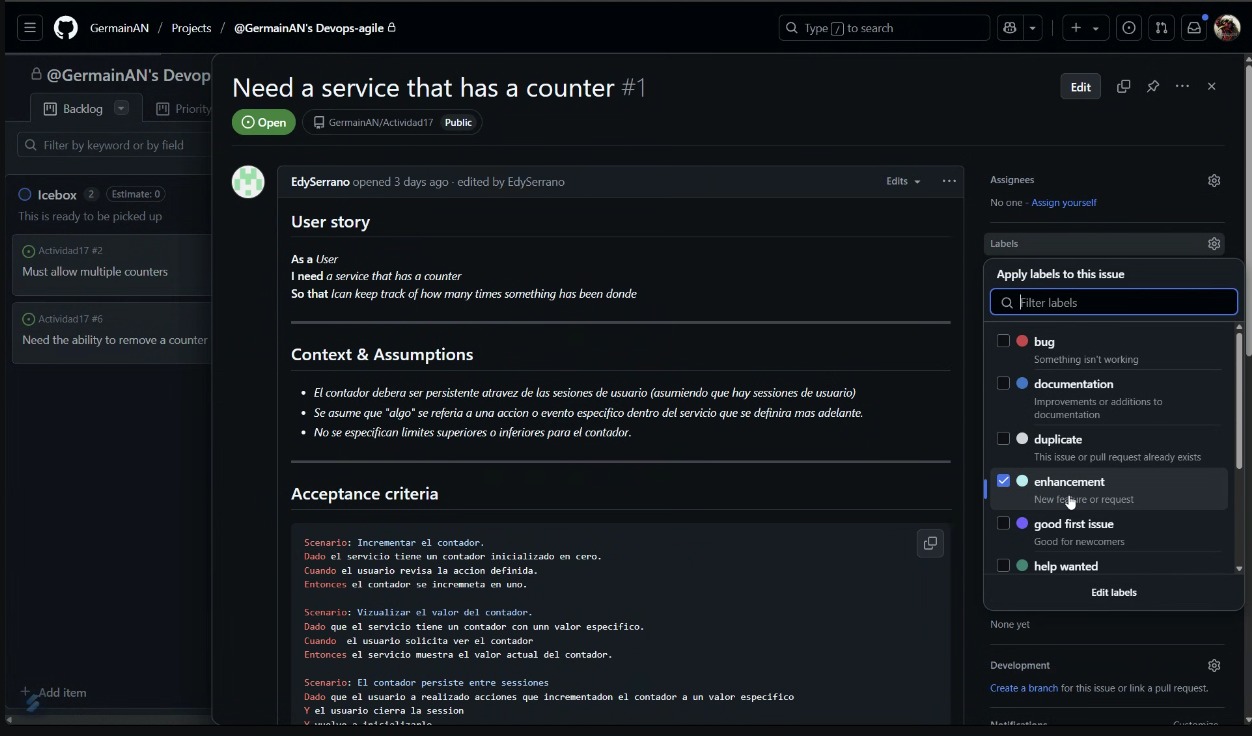 GermainAN / Projects / @GermainAN's Devops-agile
Type / to search
@GermainAN's Devop
Backlog
Priority
Filter by keyword or by field
Icebox 2 Estimate: 0
This is ready to be picked up
Actividad17 #2
Must allow multiple counters
Actividad17 #6
Need the ability to remove a counter
+ Add item
Need a service that has a counter #1
Edit
Open
GermainAN/Actividad17 Public
EdySerrano opened 3 days ago · edited by EdySerrano
Edits
User story
As a User
I need a service that has a counter
So that Ican keep track of how many times something has been donde
Context & Assumptions
• El contador debera ser persistente atravez de las sesiones de usuario (asumiendo que hay sessiones de usuario)
• Se asume que "algo" se referia a una accion o evento especifico dentro del servicio que se definira mas adelante.
• No se especifican limites superiores o inferiores para el contador.
Acceptance criteria
Scenario: Incrementar el contador.
Dado el servicio tiene un contador inicializado en cero.
Cuando el usuario revisa la accion definida.
Entonces el contador se incremneta en uno.
Scenario: Vizualizar el valor del contador.
Dado que el servicio tiene un contador con unn valor especifico.
Cuando el usuario solicita ver el contador
Entonces el servicio muestra el valor actual del contador.
Scenario: El contador persiste entre sessiones
Dado que el usuario a realizado acciones que incrementadon el contador a un valor especifico
Y el usuario cierra la session
Y vuelve a inicializarlo
Assignees
No one - Assign yourself
Labels
Apply labels to this issue
Filter labels
bug
Something isn't working
documentation
Improvements or additions to
documentation
duplicate
This issue or pull request already exists
enhancement
New feature or request
good first issue
Good for newcomers
help wanted
Edit labels
None yet
Development
Create a branch for this issue or link a pull request.
Notifications
Customize